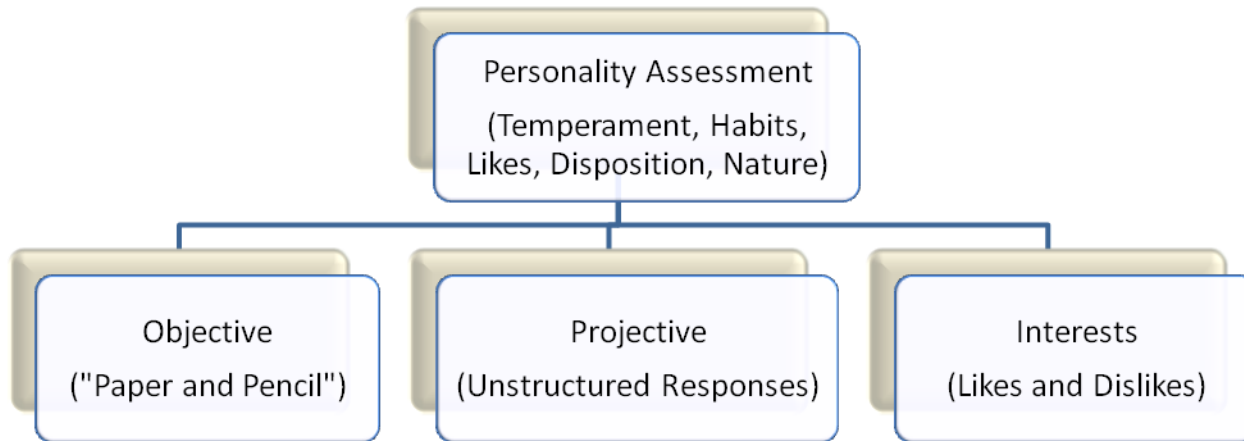 Personality Assessment
(Temperament, Habits,
Likes, Disposition, Nature)
Objective
("Paper and Pencil")
Projective
(Unstructured Responses)
Interests
(Likes and Dislikes)